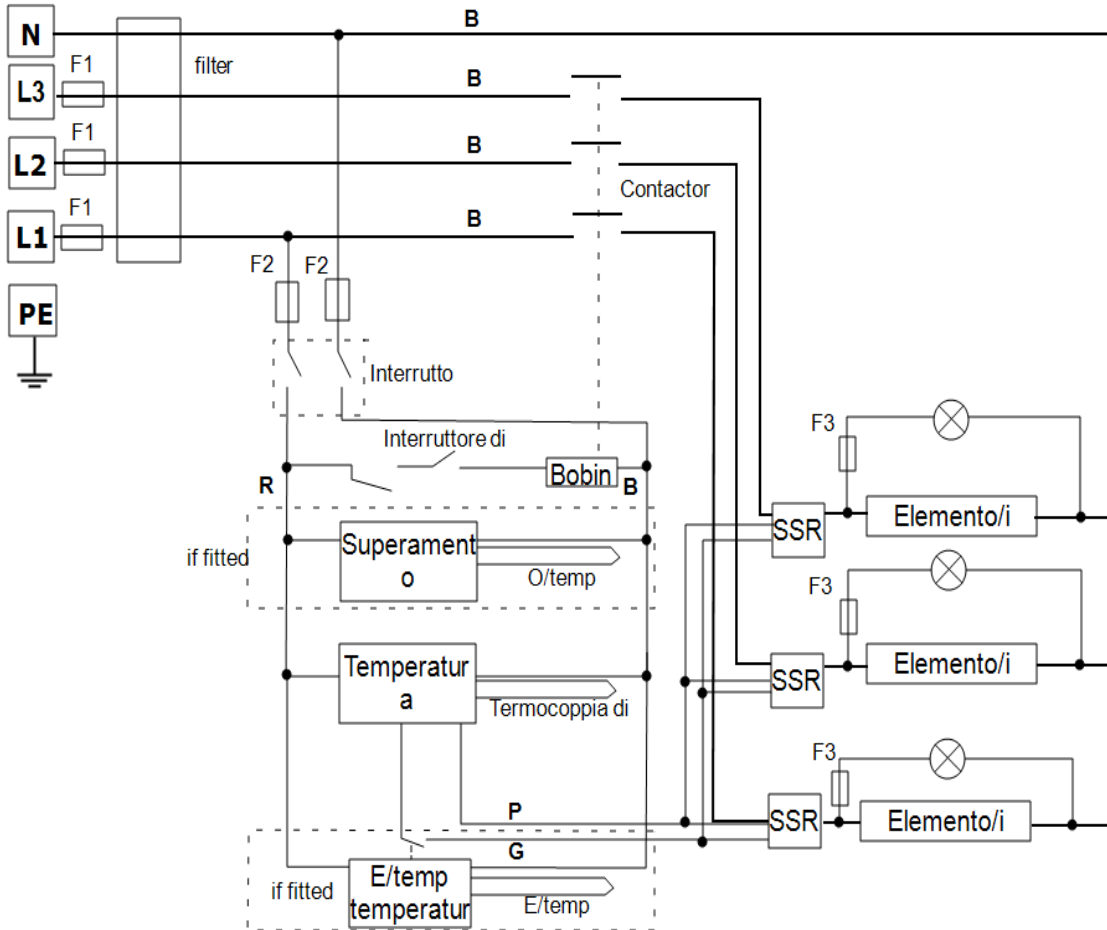 N
B
F1
filter
L3
B
F1
L2
B
Contactor
F1
L1
B
F2
F2
PE
Interrutto
Interruttore di
R
Bobin
B
F3
SSR
Elemento/i
if fitted
Superament
o
O/temp
F3
SSR
Elemento/i
Temperatur
a
Termocoppia di
F3
P
SSR
Elemento/i
G
if fitted
E/temp
temperatur
E/temp